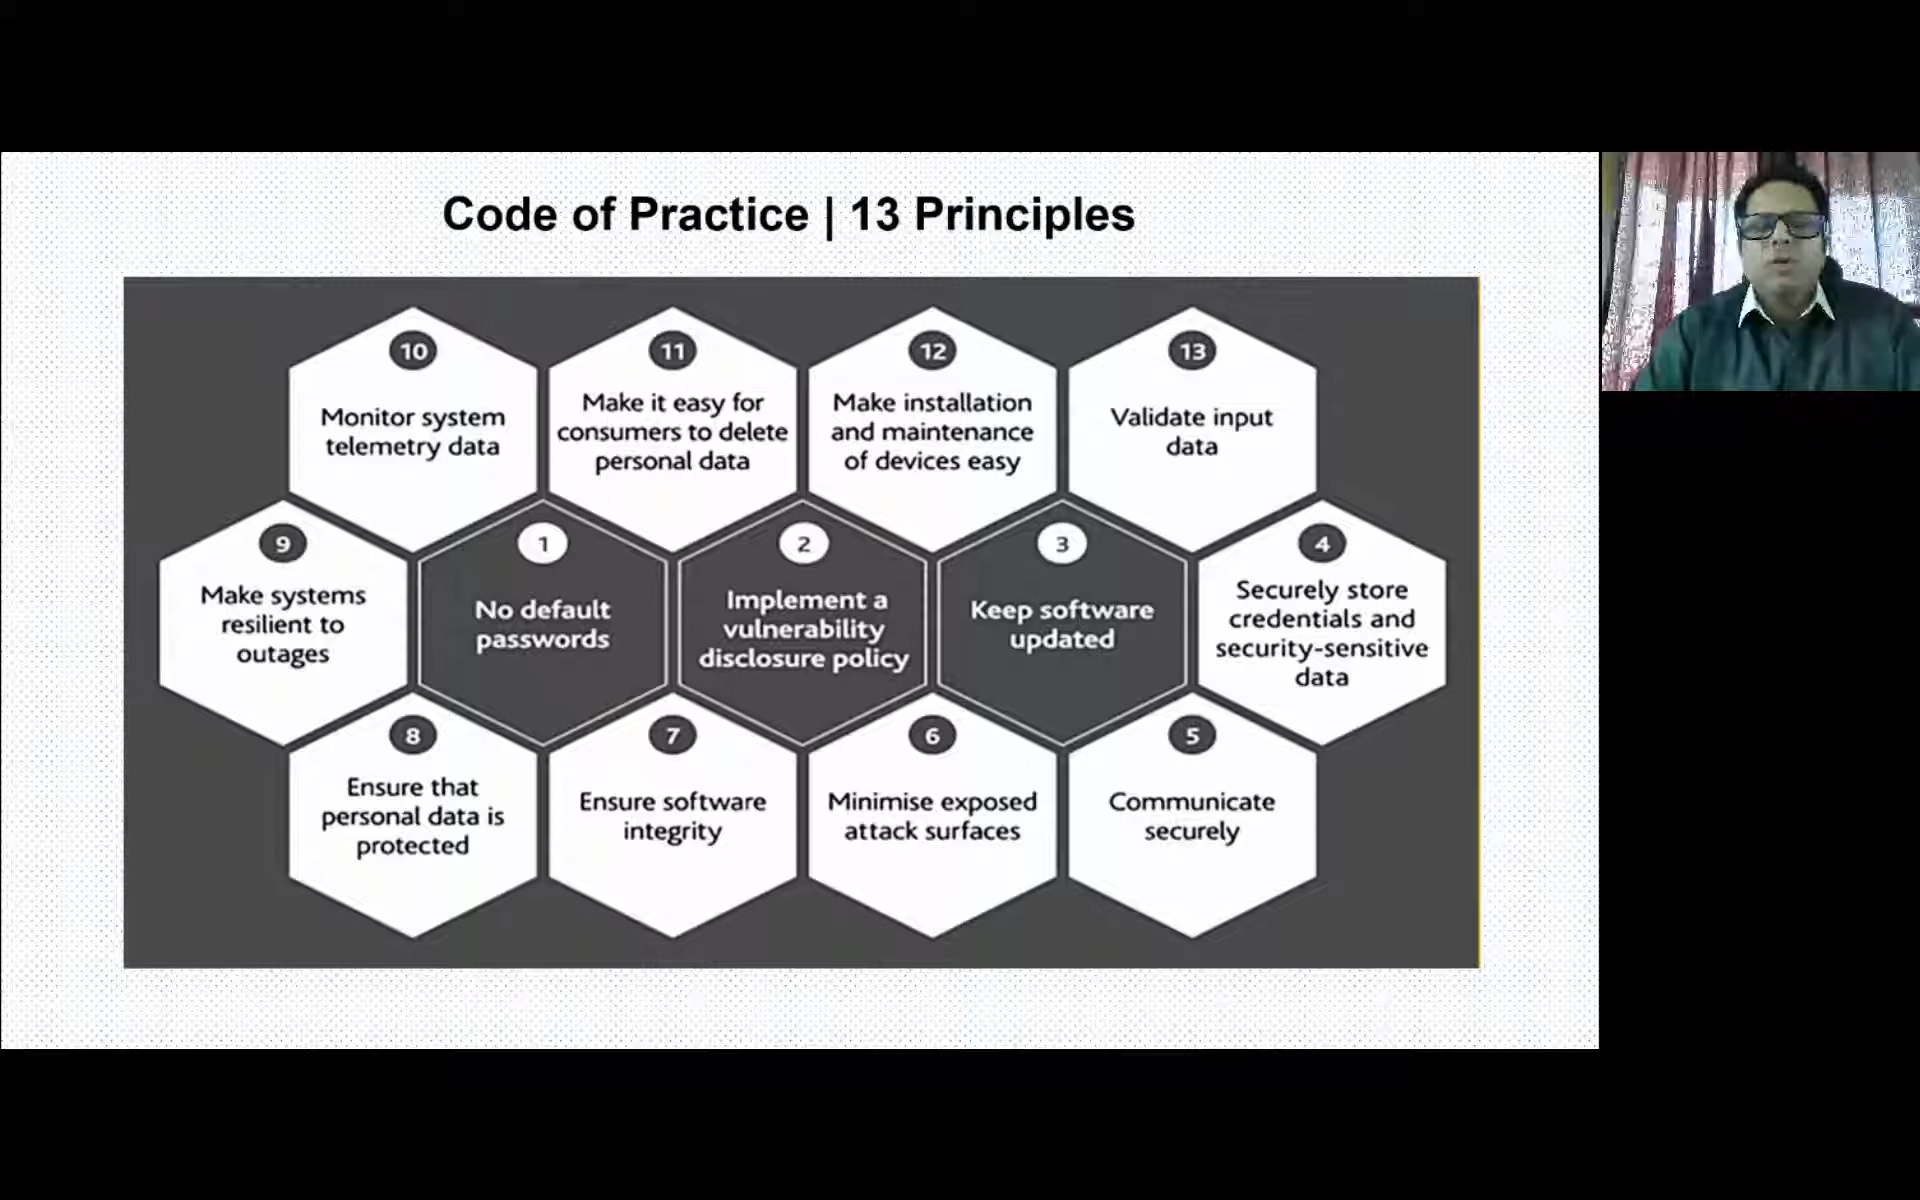 Code of Practice | 13 Principles
10
Monitor system
telemetry data
11
Make it easy for
consumers to delete
personal data
12
Make installation
and maintenance
of devices easy
13
Validate input
data
9
Make systems
resilient to
outages
1
No default
passwords
2
Implement a
vulnerability
disclosure policy
3
Keep software
updated
4
Securely store
credentials and
security-sensitive
data
8
Ensure that
personal data is
protected
7
Ensure software
integrity
6
Minimise exposed
attack surfaces
5
Communicate
securely